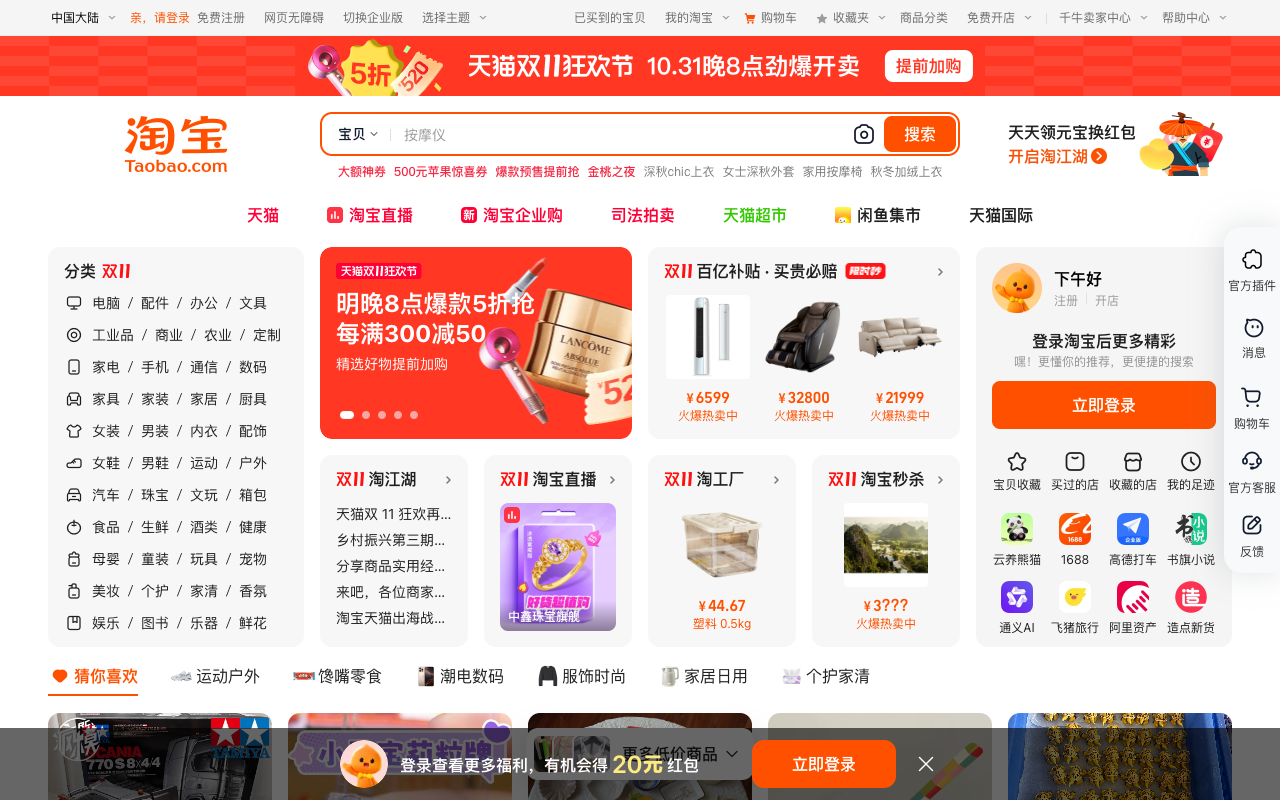 中国大陆 亲，请登录 免费注册 网页无障碍 切换企业版 选择主题 已买到的宝贝 我的淘宝 购物车 收藏夹 商品分类 免费开店 千牛卖家中心 帮助中心
5折 520 天猫双11狂欢节 10.31晚8点劲爆开卖 提前加购
淘宝
Taobao.com
宝贝 按摩仪 搜索
大额神券 500元苹果惊喜券 爆款预售提前抢 金桃之夜 深秋chic上衣 女士深秋外套 家用按摩椅 秋冬加绒上衣
天天领元宝换红包
开启淘江湖
天猫 淘宝直播 新 淘宝企业购 司法拍卖 天猫超市 闲鱼集市 天猫国际
分类 双11
电脑 / 配件 / 办公 / 文具
工业品 / 商业 / 农业 / 定制
家电 / 手机 / 通信 / 数码
家具 / 家装 / 家居 / 厨具
女装 / 男装 / 内衣 / 配饰
女鞋 / 男鞋 / 运动 / 户外
汽车 / 珠宝 / 文玩 / 箱包
食品 / 生鲜 / 酒类 / 健康
母婴 / 童装 / 玩具 / 宠物
美妆 / 个护 / 家清 / 香氛
娱乐 / 图书 / 乐器 / 鲜花
天猫双11狂欢节
明晚8点爆款5折抢
每满300减50
精选好物提前加购
LANCÔME
ABSOLUE
¥52
双11 百亿补贴 · 买贵必赔 限时秒
¥6599 ¥32800 ¥21999
火爆热卖中 火爆热卖中 火爆热卖中
双11 淘江湖
天猫双 11 狂欢再...
乡村振兴第三期...
分享商品实用经...
来吧，各位商家...
淘宝天猫出海战...
双11 淘宝直播
中鑫珠宝旗舰
双11 淘工厂
¥44.67
塑料 0.5kg
双11 淘宝秒杀
¥3???
火爆热卖中
下午好
注册 开店
登录淘宝后更多精彩
嘿！更懂你的推荐，更便捷的搜索
立即登录
宝贝收藏 买过的店 收藏的店 我的足迹
1688 企业版 书 小说
云养熊猫 1688 高德打车 书旗小说
造
通义AI 飞猪旅行 阿里资产 造点新货
官方插件
消息
购物车
官方客服
反馈
猜你喜欢 运动户外 馋嘴零食 潮电数码 服饰时尚 家居日用 个护家清
SCANIA
770 S 8x4/4
TAMIYA
更多低价商品
登录查看更多福利，有机会得 20元 红包 立即登录